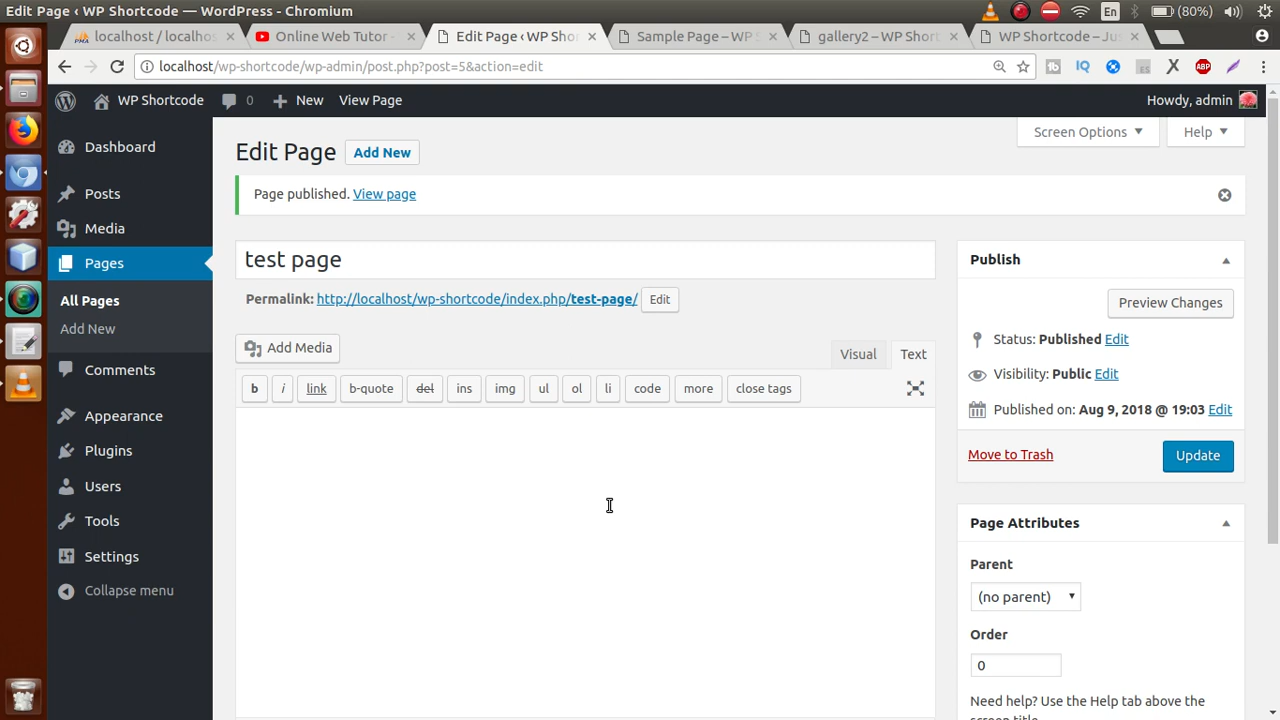 Edit Page ‹ WP Shortcode — WordPress - Chromium
En
(80%)
localhost / localhos
Online Web Tutor -
Edit Page ‹ WP Shor
Sample Page – WP S
gallery2 – WP Short
WP Shortcode – Jus
localhost/wp-shortcode/wp-admin/post.php?post=5&action=edit
IQ
ABP
WP Shortcode
0
New
View Page
Howdy, admin
Dashboard
Posts
Media
Pages
All Pages
Add New
Comments
Appearance
Plugins
Users
Tools
Settings
Collapse menu
Screen Options
Help
Edit Page
Add New
Page published. View page
test page
Permalink: http://localhost/wp-shortcode/index.php/test-page/ Edit
Add Media
Visual
Text
b
i
link
b-quote
del
ins
img
ul
ol
li
code
more
close tags
Publish
Preview Changes
Status: Published Edit
Visibility: Public Edit
Published on: Aug 9, 2018 @ 19:03 Edit
Move to Trash
Update
Page Attributes
Parent
(no parent)
Order
0
Need help? Use the Help tab above the
screen title.